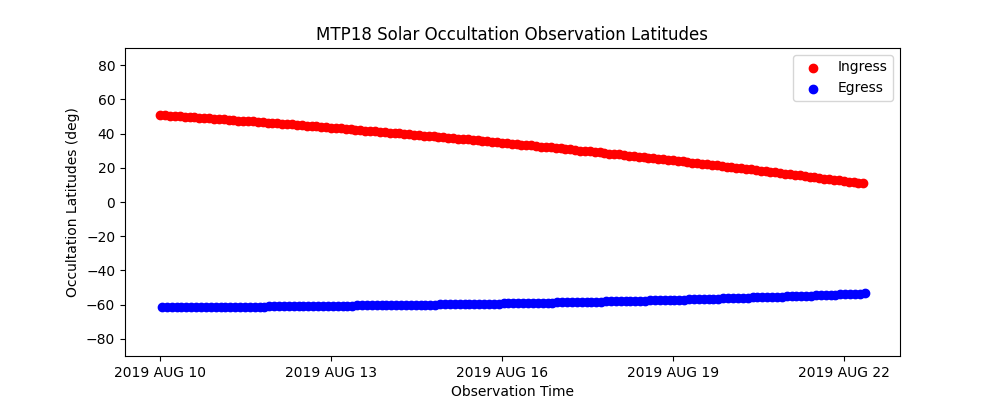 MTP18 Solar Occultation Observation Latitudes
Ingress
Egress
Occultation Latitudes (deg)
80
60
40
20
0
−20
−40
−60
−80
2019 AUG 10
2019 AUG 13
2019 AUG 16
2019 AUG 19
2019 AUG 22
Observation Time